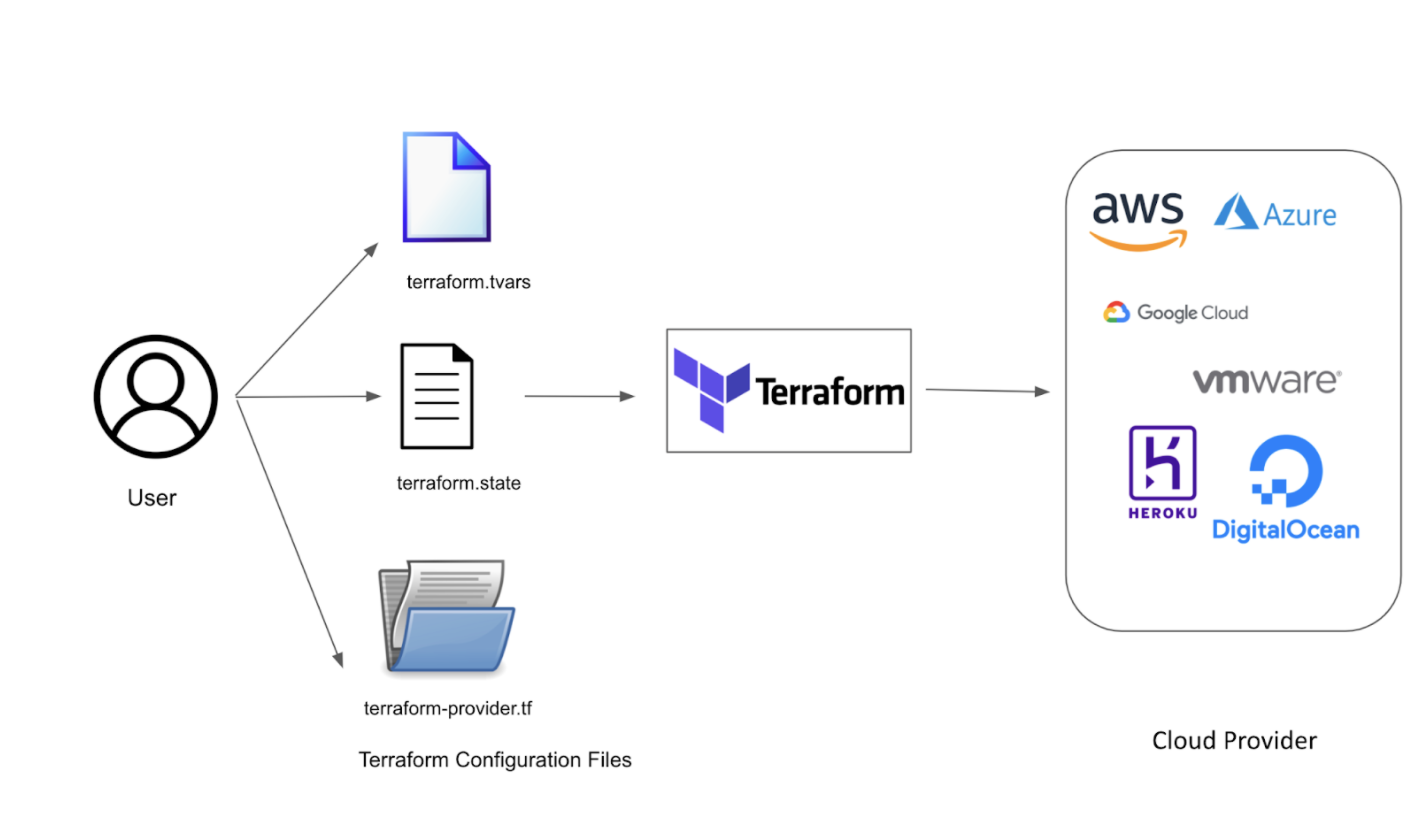 terraform.tvars
User
terraform.state
terraform-provider.tf
Terraform Configuration Files
Terraform
aws
Azure
Google Cloud
vmware®
HEROKU
DigitalOcean
Cloud Provider